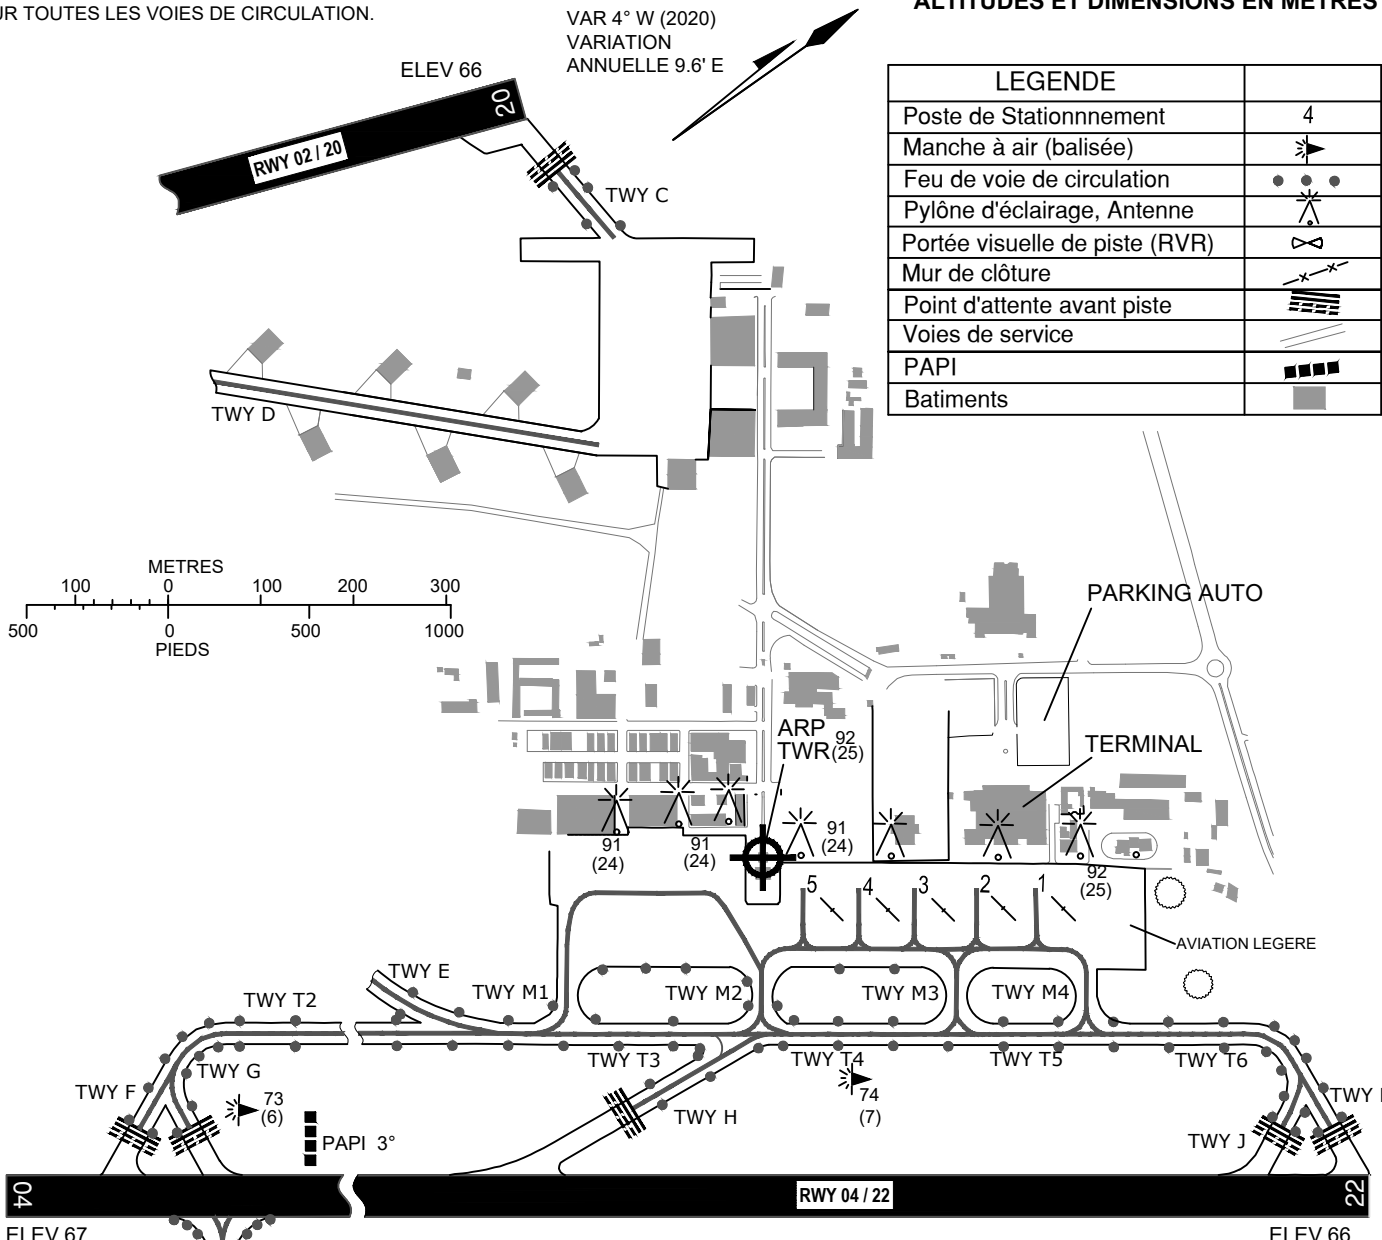 UR TOUTES LES VOIES DE CIRCULATION.
VAR 4° W (2020)
VARIATION
ANNUELLE 9.6' E
ALTITUDES ET DIMENSIONS EN METRES
LEGENDE
Poste de Stationnnement 4
Manche à air (balisée)
Feu de voie de circulation
Pylône d'éclairage, Antenne
Portée visuelle de piste (RVR)
Mur de clôture
Point d'attente avant piste
Voies de service
PAPI
Batiments
ELEV 66
20
RWY 02 / 20
TWY C
TWY D
METRES
100 0 100 200 300
500 0 500 1000
PIEDS
PARKING AUTO
ARP
TWR
92
(25)
TERMINAL
91
(24)
91
(24)
91
(24)
92
(25)
5 4 3 2 1
AVIATION LEGERE
TWY E
TWY M1
TWY M2
TWY M3
TWY M4
TWY T2
TWY T3
TWY T4
TWY T5
TWY T6
TWY G
TWY F
73
(6)
74
(7)
TWY H
TWY
TWY J
PAPI 3°
04
RWY 04 / 22
22
ELEV 67
ELEV 66